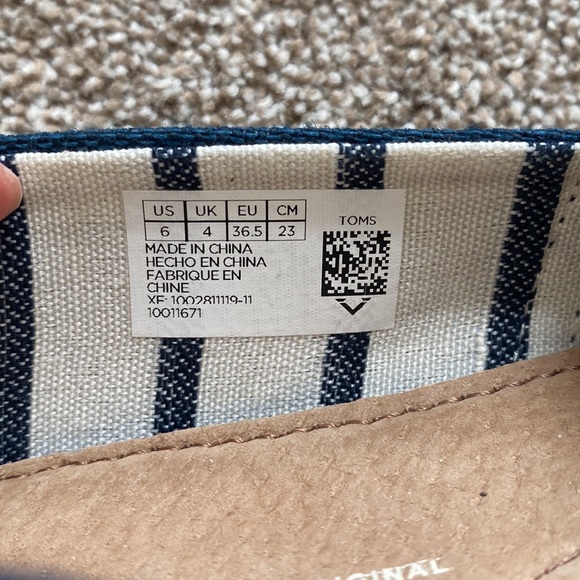 US UK EU CM
6 4 36.5 23
TOMS
MADE IN CHINA
HECHO EN CHINA
FABRIQUE EN
CHINE
XF: 1002811119-11
10011671